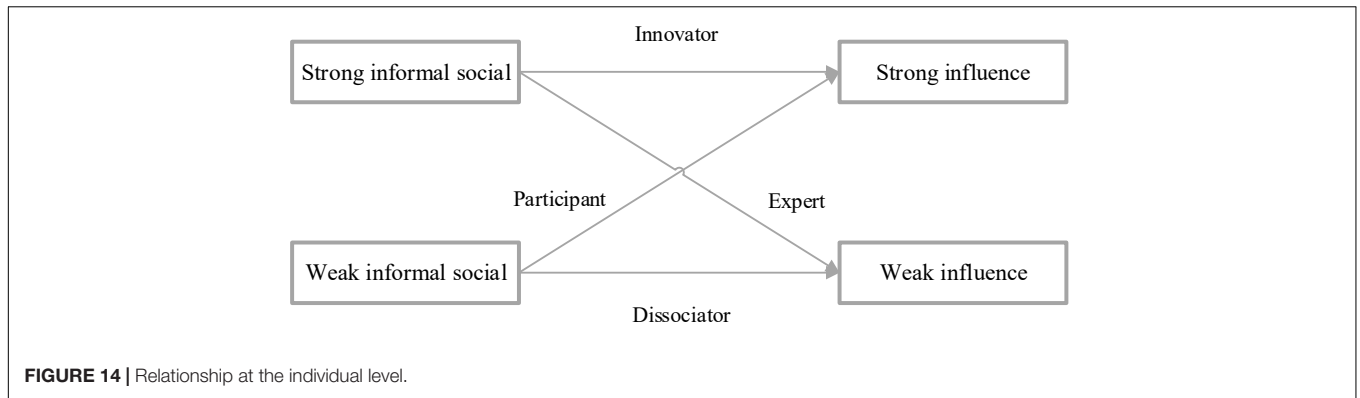 Innovator
Strong informal social
Strong influence
Participant
Expert
Weak informal social
Weak influence
Dissociator
FIGURE 14 | Relationship at the individual level.